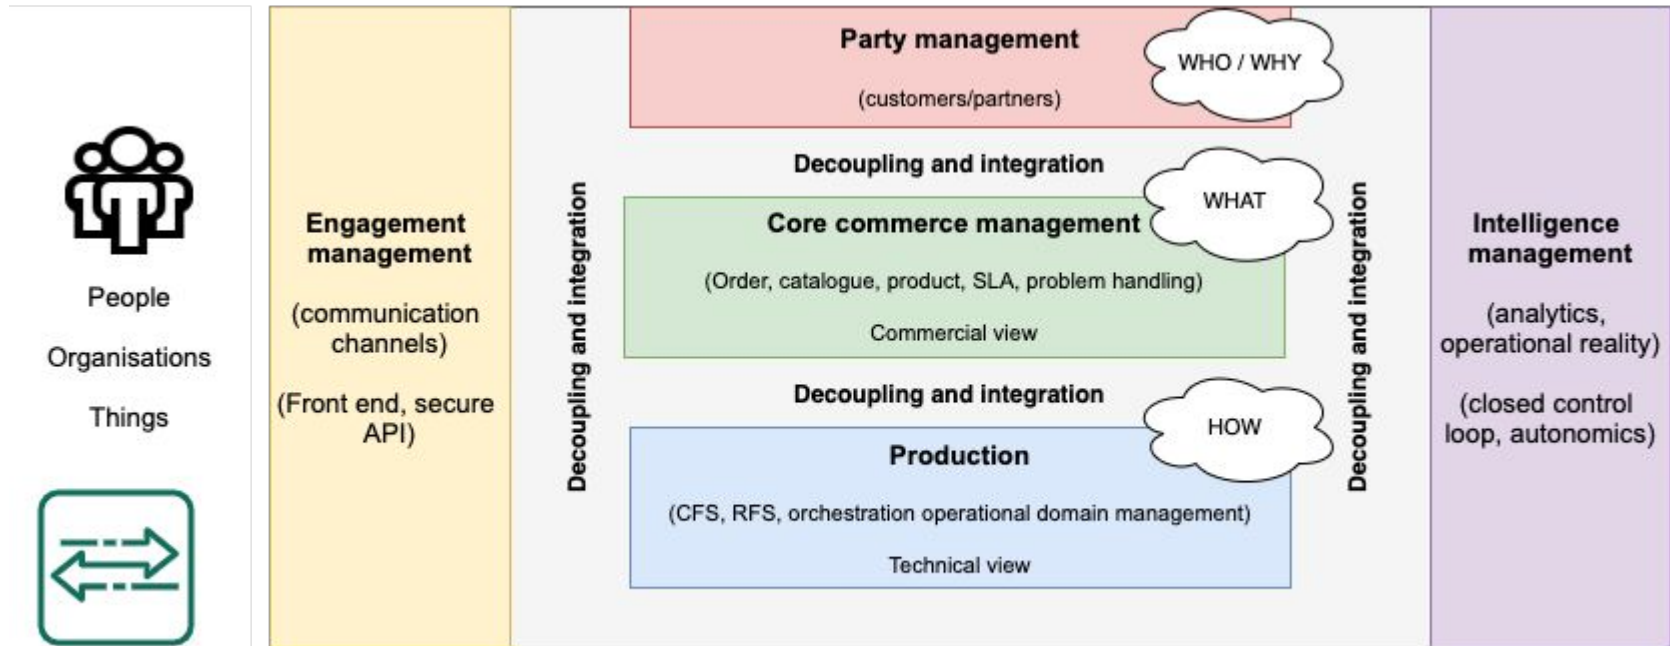 People
Organisations
Things
Engagement
management
(communication
channels)
(Front end, secure
API)
Decoupling and integration
Party management
(customers/partners)
WHO / WHY
Decoupling and integration
Core commerce management
WHAT
(Order, catalogue, product, SLA, problem handling)
Commercial view
Decoupling and integration
Production
HOW
(CFS, RFS, orchestration operational domain management)
Technical view
Decoupling and integration
Intelligence
management
(analytics,
operational reality)
(closed control
loop, autonomics)